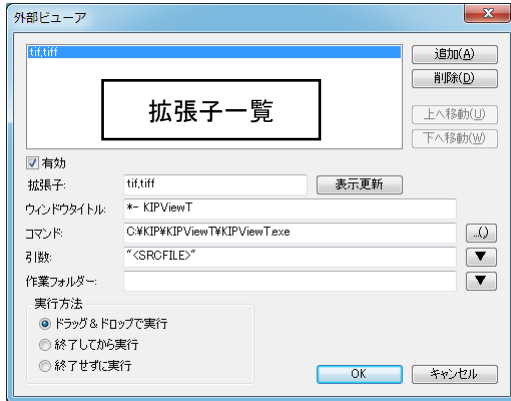 外部ビューア
tif,tiff
拡張子一覧
追加(A)
削除(D)
上へ移動(U)
下へ移動(W)
有効
拡張子: tif,tiff 表示更新
ウィンドウタイトル: *- KIPViewT
コマンド: C:¥KIP¥KIPViewT¥KIPViewT.exe ...()
引数: "<SRCFILE>" ▼
作業フォルダー: ▼
実行方法
ドラッグ&ドロップで実行
終了してから実行
終了せずに実行
OK キャンセル